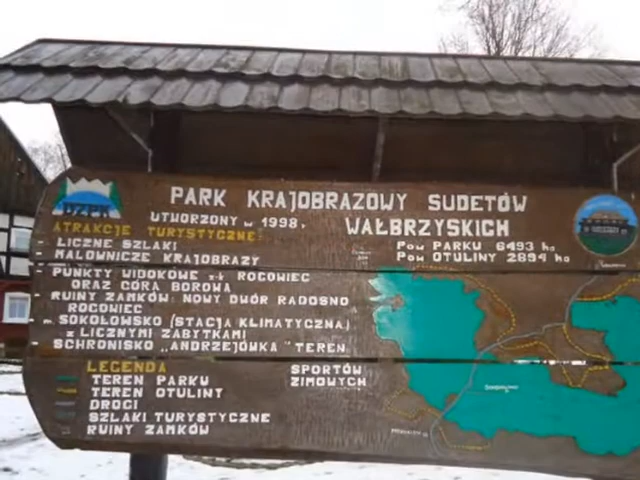 PARK KRAJOBRAZOWY SUDETÓW
WAŁBRZYSKICH
UTWORZONY W 1998r.
DZPK
ATRAKCJE TURYSTYCZNE:
- LICZNE SZLAKI
- MALOWNICZE KRAJOBRAZY
- PUNKTY WIDOKOWE ROGOWIEC
ORAZ GÓRA BOROWA
- RUINY ZAMKÓW: NOWY DWÓR RADOSNO
ROGOWIEC
- SOKOŁOWSKO (STACJA KLIMATYCZNA)
Z LICZNYMI ZABYTKAMI
- SCHRONISKO „ANDRZEJÓWKA" TEREN
SPORTÓW
ZIMOWYCH
POW PARKU 6493 ha
POW OTULINY 2894 ha
LEGENDA
TEREN PARKU
TEREN OTULINY
DROGI
SZLAKI TURYSTYCZNE
RUINY ZAMKÓW